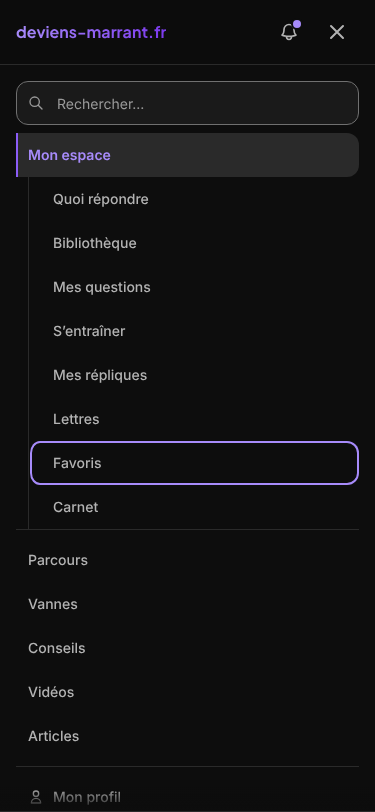 deviens-marrant.fr
Rechercher...
Mon espace
Quoi répondre
Bibliothèque
Mes questions
S’entraîner
Mes répliques
Lettres
Favoris
Carnet
Parcours
Vannes
Conseils
Vidéos
Articles
Mon profil